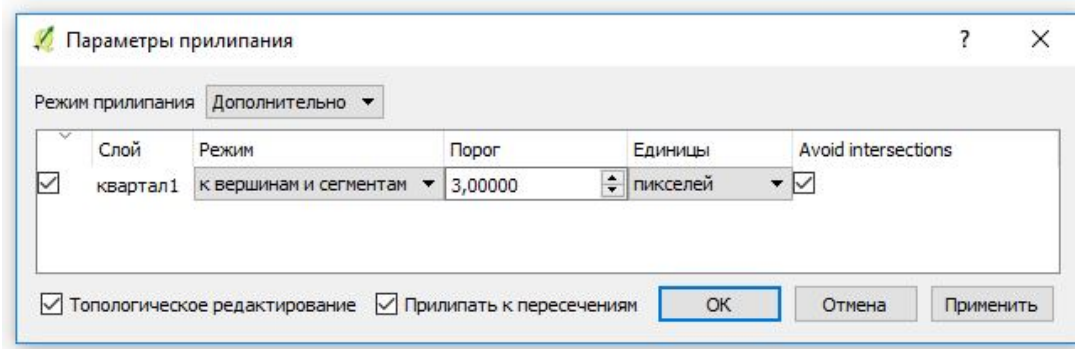 Параметры прилипания ?
Режим прилипания Дополнительно
Слой Режим Порог Единицы Avoid intersections
квартал1 к вершинам и сегментам 3,00000 пикселей
Топологическое редактирование Прилипать к пересечениям ОК Отмена Применить